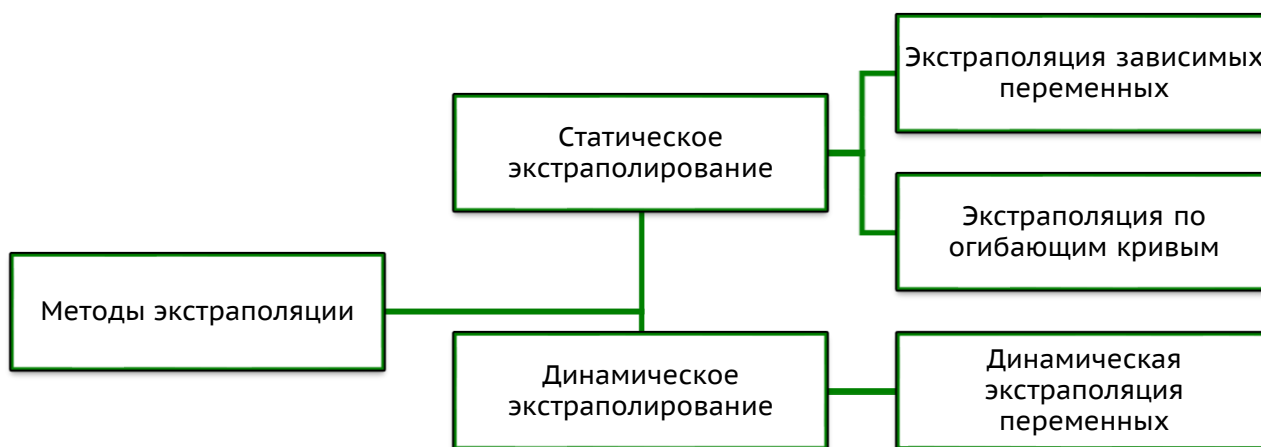 Экстраполяция зависимых
переменных
Статическое
экстраполирование
Экстраполяция по
огибающим кривым
Методы экстраполяции
Динамическое
экстраполирование
Динамическая
экстраполяция
переменных